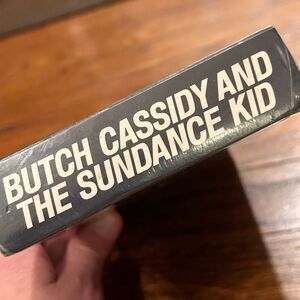 BUTCH CASSIDY AND
THE SUNDANCE KID